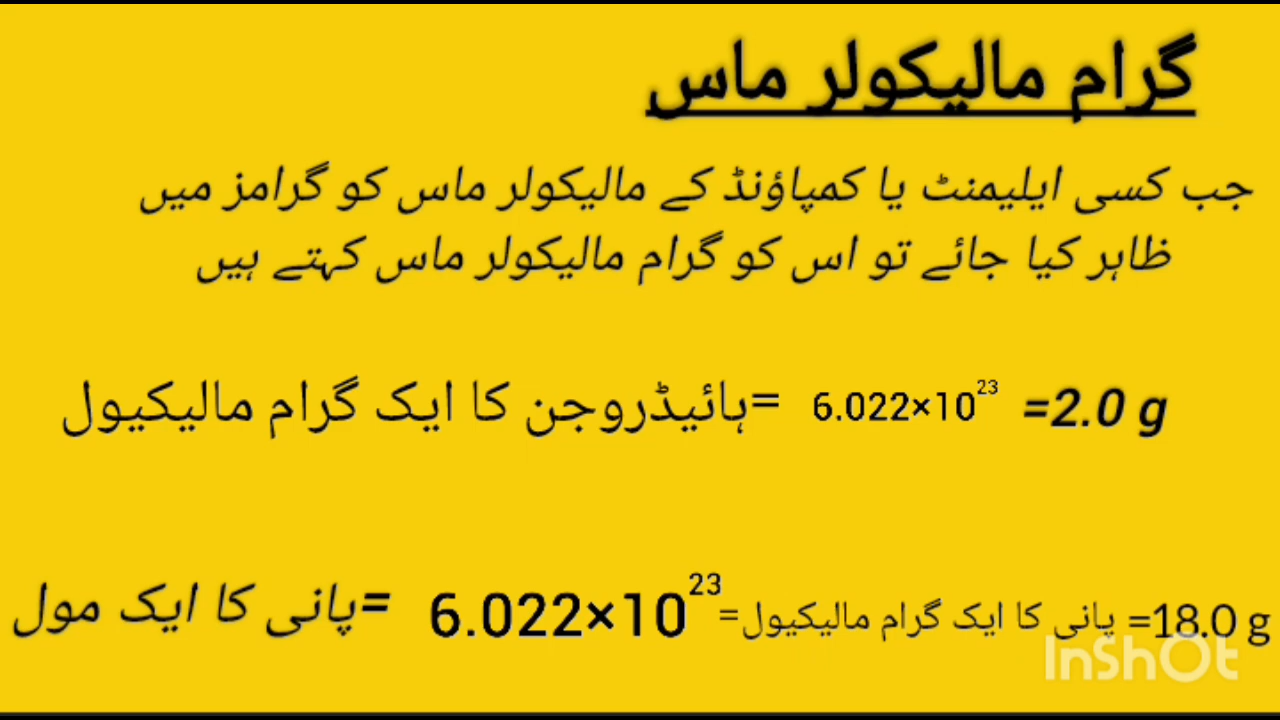 گرام مالیکولر ماس
جب کسی ایلیمنٹ یا کمپاؤنڈ کے مالیکولر ماس کو گرامز میں
ظاہر کیا جائے تو اس کو گرام مالیکولر ماس کہتے ہیں
ہائیڈروجن کا ایک گرام مالیکیول= 6.022×10²³ =2.0 g
پانی کا ایک مول= 6.022×10²³ =پانی کا ایک گرام مالیکیول =18.0 g
InShOt